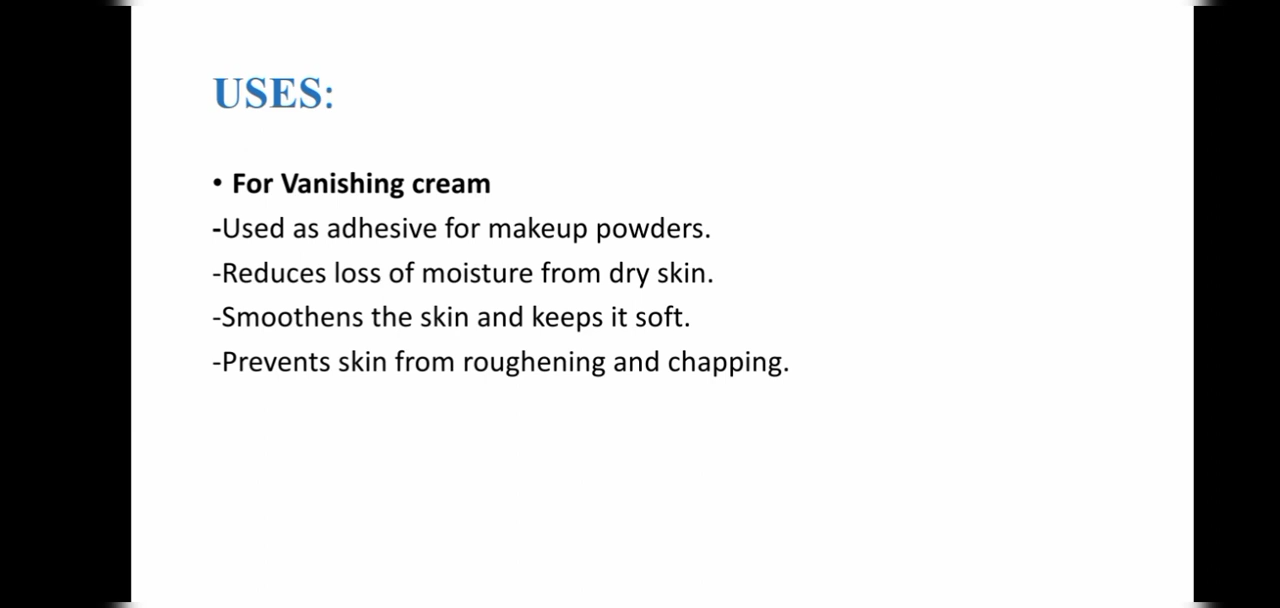 USES:
• For Vanishing cream
-Used as adhesive for makeup powders.
-Reduces loss of moisture from dry skin.
-Smoothens the skin and keeps it soft.
-Prevents skin from roughening and chapping.